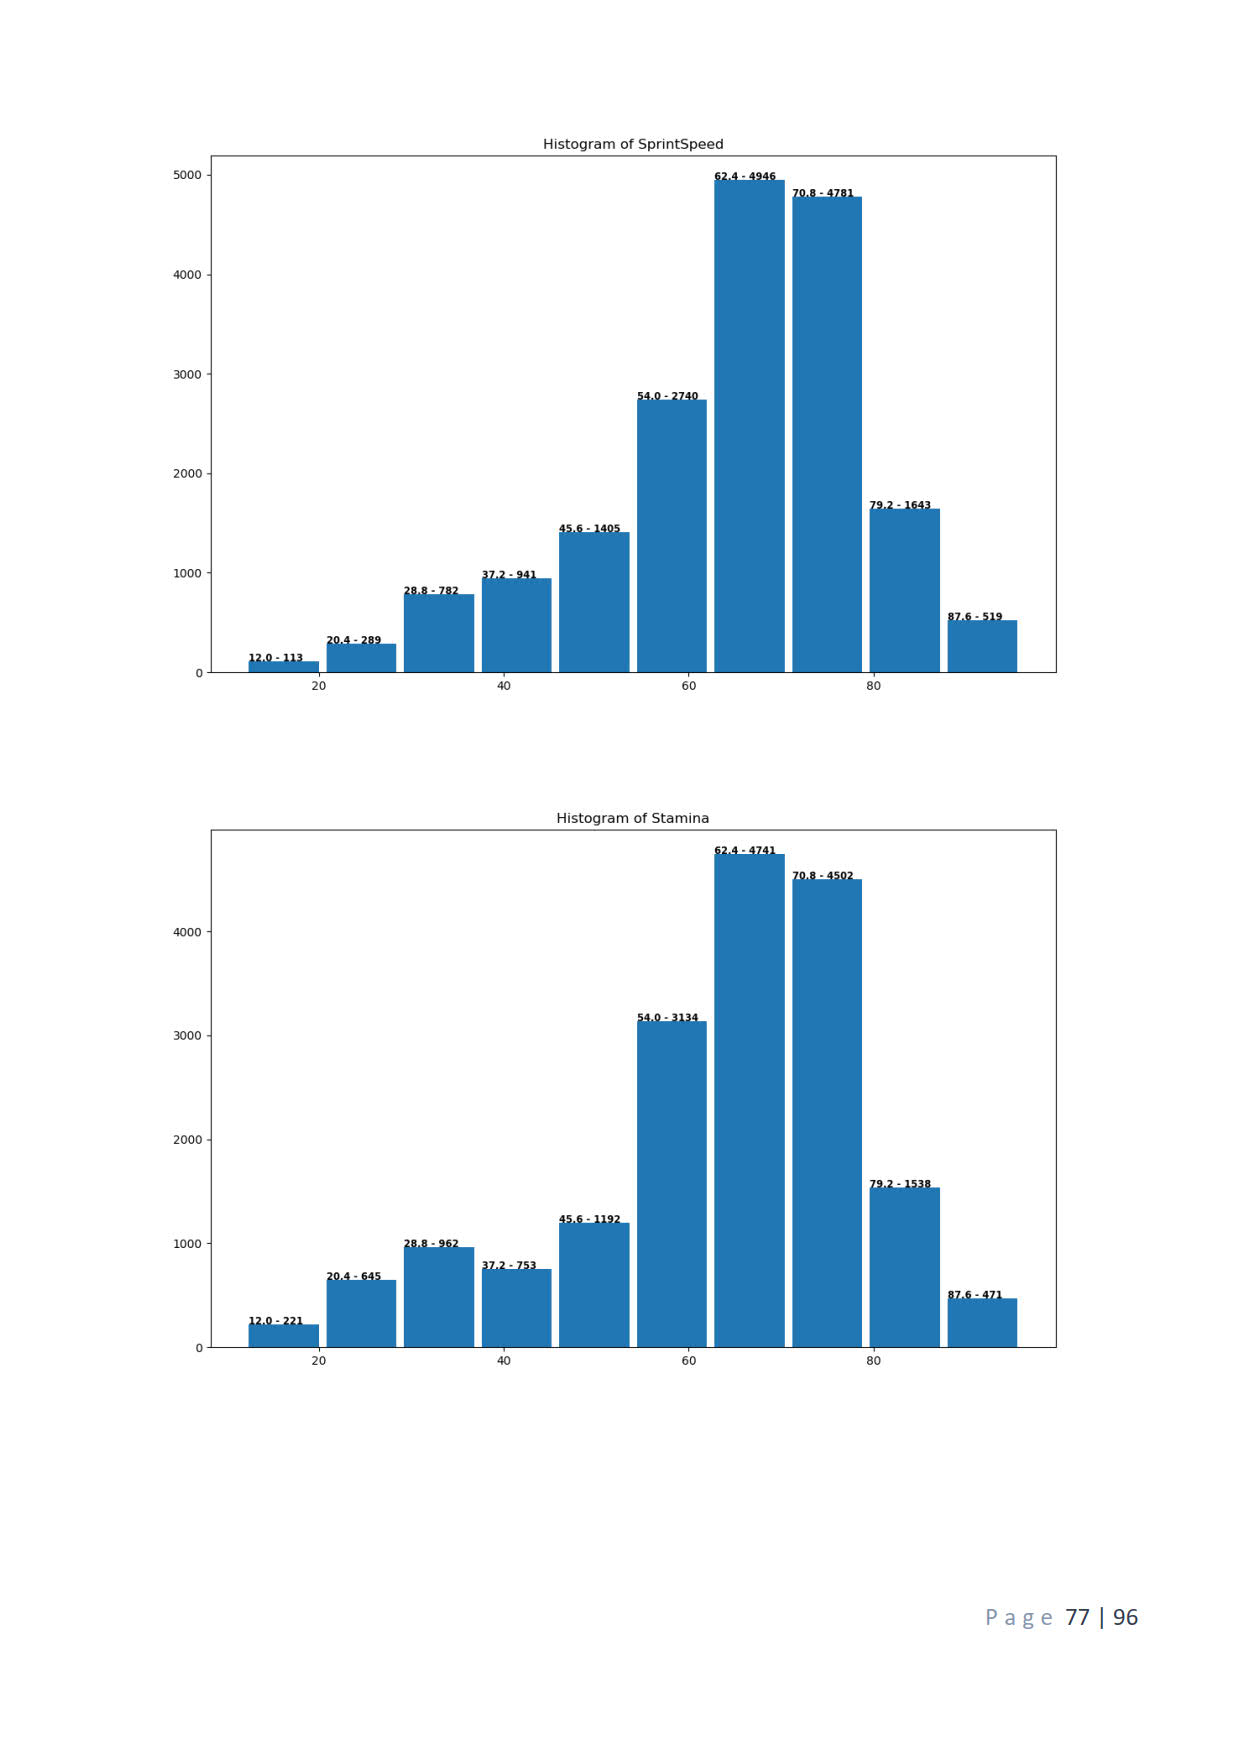 Histogram of SprintSpeed
5000
4000
3000
2000
1000
0
12.0 - 113
20.4 - 289
28.8 - 782
37.2 - 941
45.6 - 1405
54.0 - 2740
62.4 - 4946
70.8 - 4781
79.2 - 1643
87.6 - 519
20 40 60 80
Histogram of Stamina
4000
3000
2000
1000
0
12.0 - 221
20.4 - 645
28.8 - 962
37.2 - 753
45.6 - 1192
54.0 - 3134
62.4 - 4741
70.8 - 4502
79.2 - 1538
87.6 - 471
20 40 60 80
Page 77 | 96